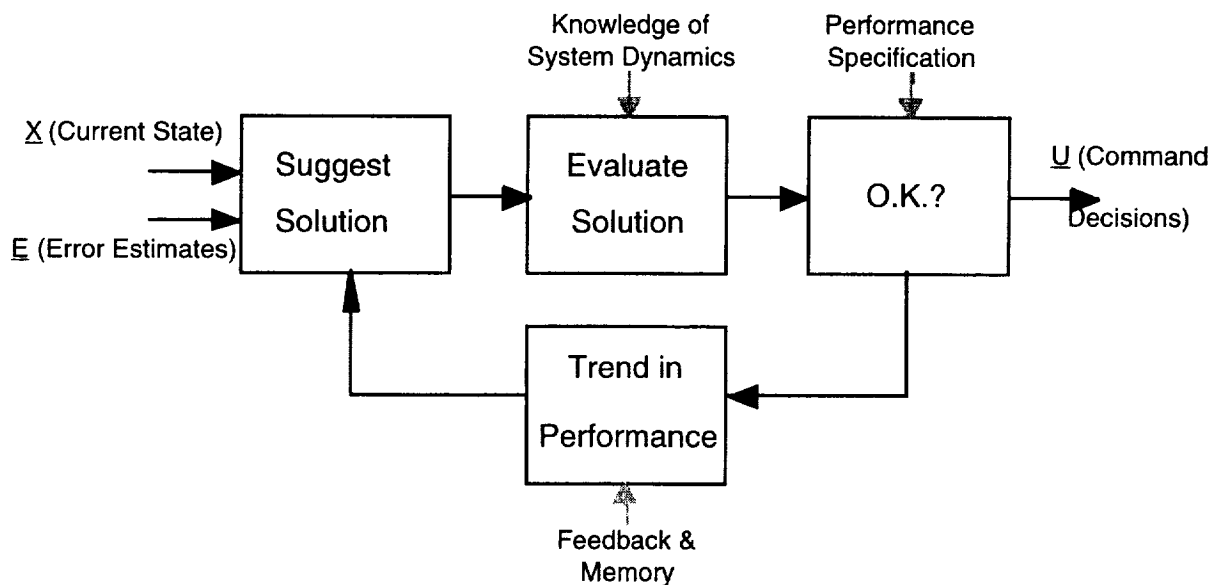 Knowledge of
System Dynamics
Performance
Specification
X (Current State)
E (Error Estimates)
Suggest
Solution
Evaluate
Solution
O.K.?
U (Command
Decisions)
Trend in
Performance
Feedback &
Memory